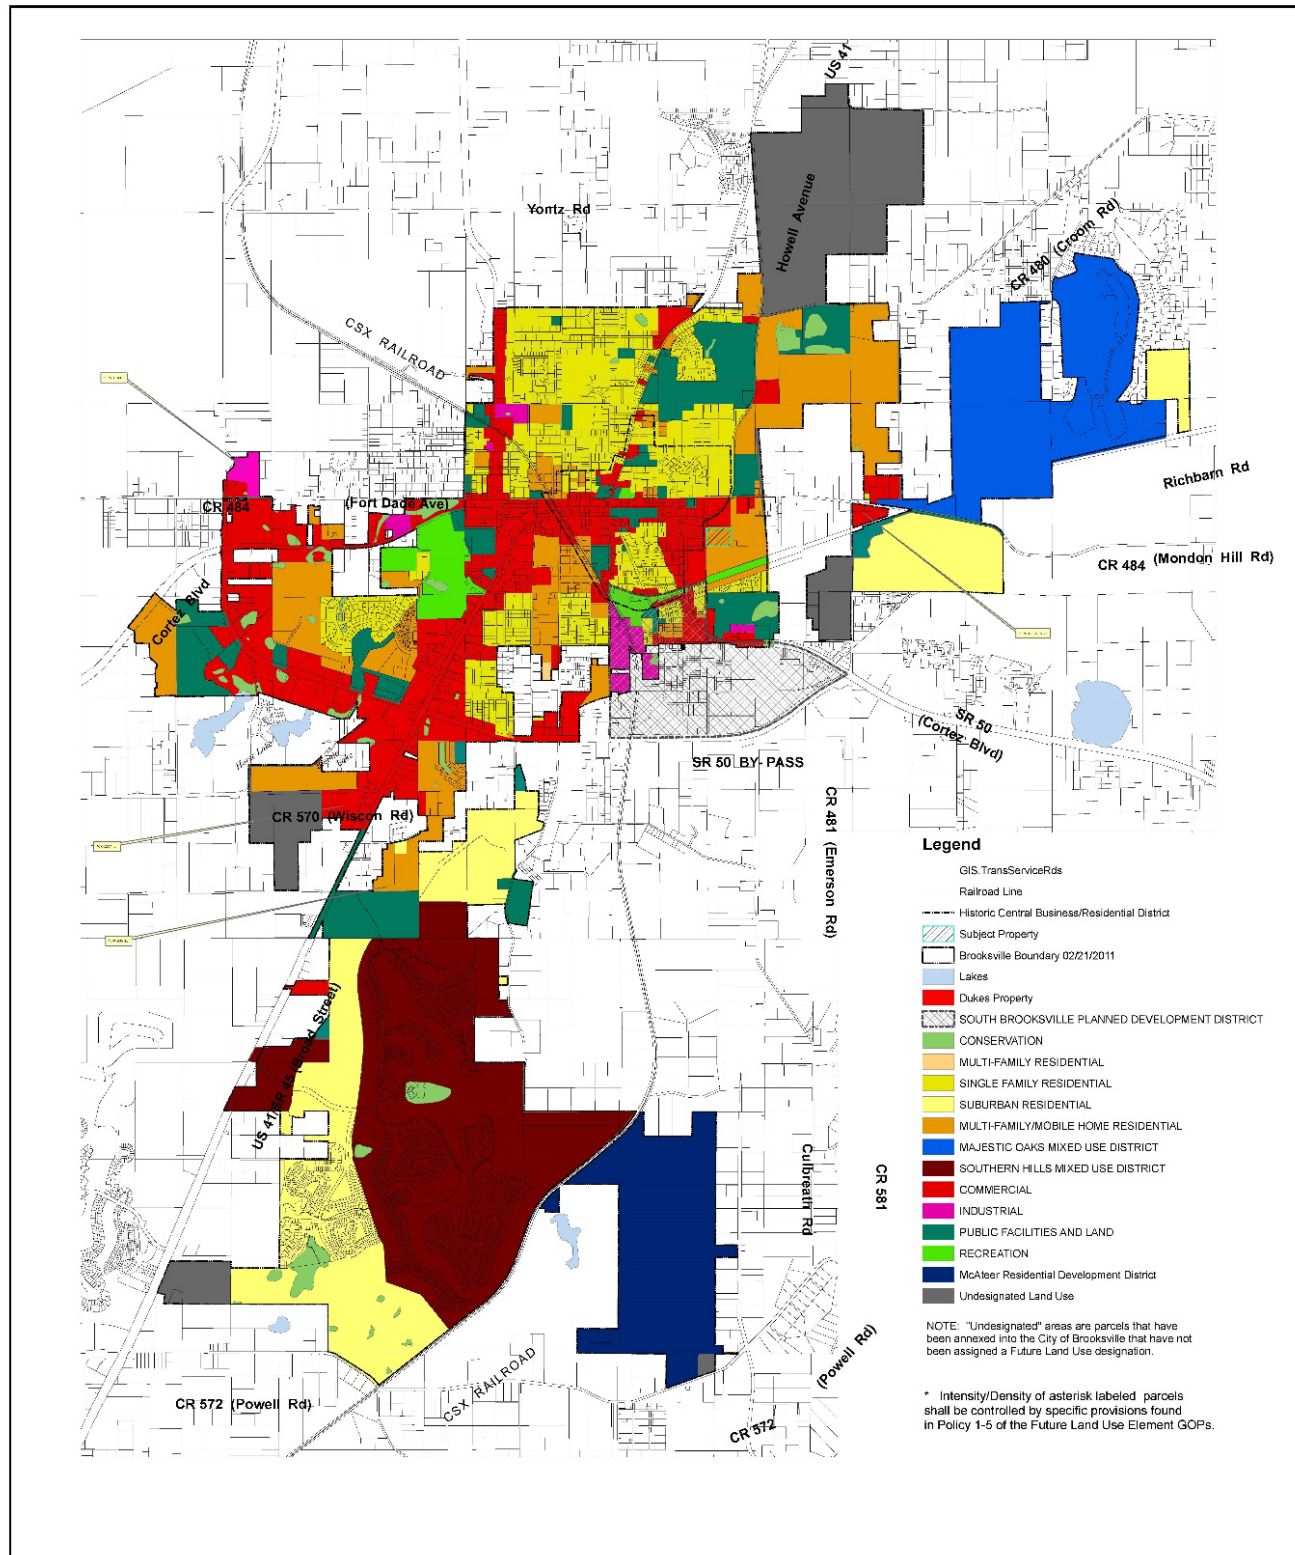 US 41
Yontz Rd
Howell Avenue
CR 480 (Croom Rd)
CSX RAILROAD
Richbarn Rd
CR 484
(Fort Dade Ave)
CR 484 (Mondon Hill Rd)
Cortez Blvd
SR 50
(Cortez Blvd)
SR 50 BY-PASS
CR 570 (Wiscon Rd)
CR 481 (Emerson Rd)
US 41/SR 45 (Broad Street)
Culbreath Rd
CR 581
(Powell Rd)
CR 572 (Powell Rd)
CSX RAILROAD
CR 572
Legend
GIS.TransServiceRds
Railroad Line
Historic Central Business/Residential District
Subject Property
Brooksville Boundary 02/21/2011
Lakes
Dukes Property
SOUTH BROOKSVILLE PLANNED DEVELOPMENT DISTRICT
CONSERVATION
MULTI-FAMILY RESIDENTIAL
SINGLE FAMILY RESIDENTIAL
SUBURBAN RESIDENTIAL
MULTI-FAMILY/MOBILE HOME RESIDENTIAL
MAJESTIC OAKS MIXED USE DISTRICT
SOUTHERN HILLS MIXED USE DISTRICT
COMMERCIAL
INDUSTRIAL
PUBLIC FACILITIES AND LAND
RECREATION
McAteer Residential Development District
Undesignated Land Use
NOTE: "Undesignated" areas are parcels that have
been annexed into the City of Brooksville that have not
been assigned a Future Land Use designation.
* Intensity/Density of asterisk labeled parcels
shall be controlled by specific provisions found
in Policy 1-5 of the Future Land Use Element GOPs.